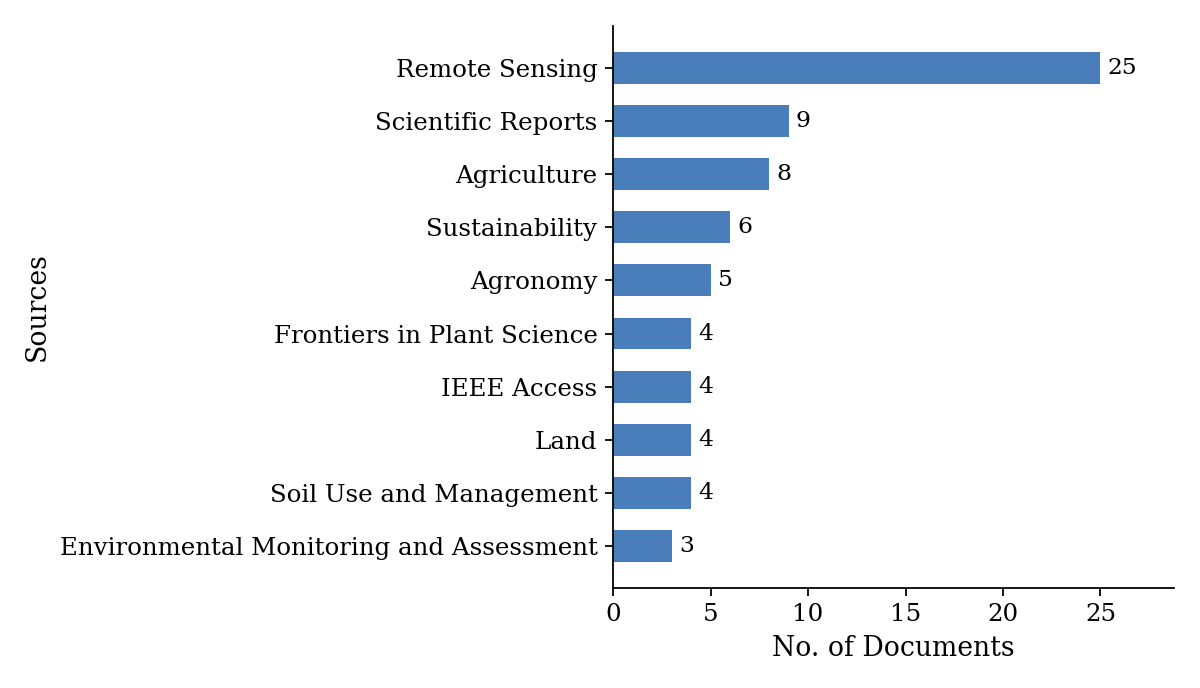 Sources
Remote Sensing 25
Scientific Reports 9
Agriculture 8
Sustainability 6
Agronomy 5
Frontiers in Plant Science 4
IEEE Access 4
Land 4
Soil Use and Management 4
Environmental Monitoring and Assessment 3
0 5 10 15 20 25
No. of Documents